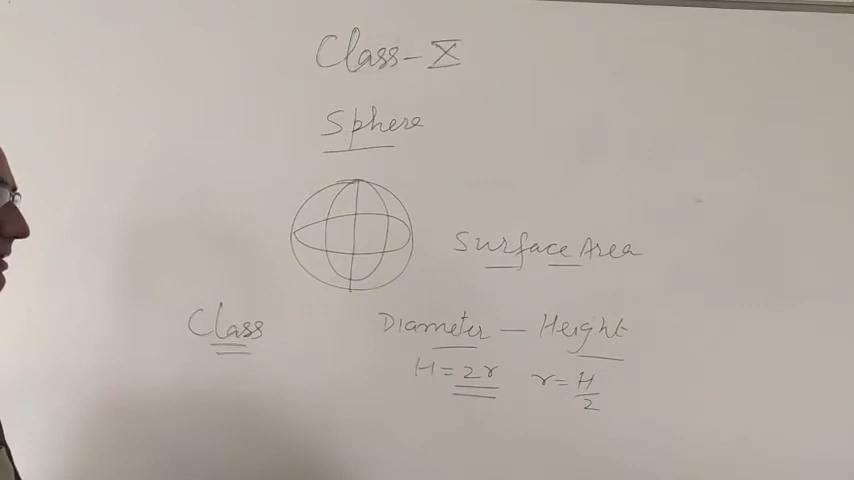 Class-X
Sphere
Surface Area
Class
Diameter — Height
H = 2r r = H/2